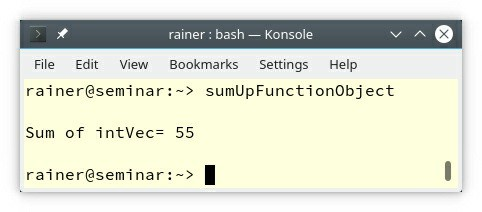 rainer : bash — Konsole
File Edit View Bookmarks Settings Help
rainer@seminar:~> sumUpFunctionObject
Sum of intVec= 55
rainer@seminar:~>